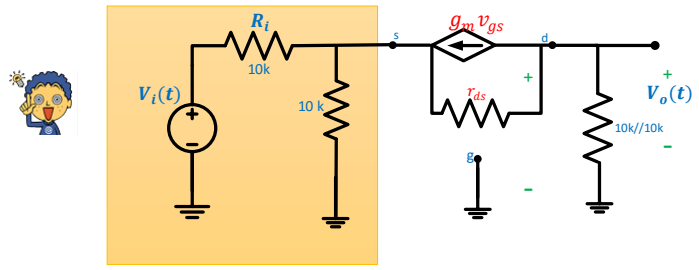 R_i
10k
V_i(t)
+
−
10 k
s
g_m v_gs
d
r_ds
+
−
g
10k//10k
+
V_o(t)
−